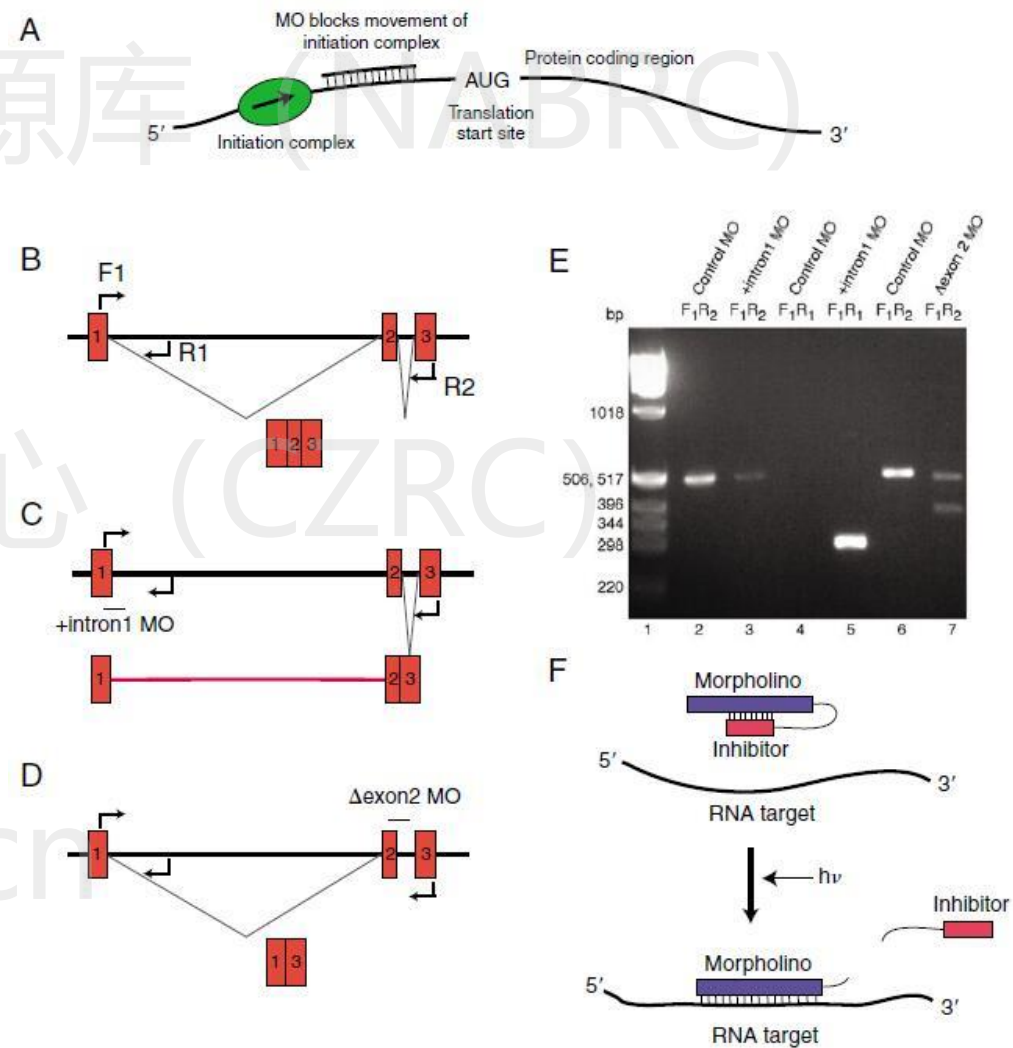 A
MO blocks movement of
initiation complex
Protein coding region
AUG
5′
Initiation complex
Translation
start site
3′
源库 (NABRC)
B
F1
1
R1
2
3
R2
1 2 3
E
bp
Control MO
+intron1 MO
Control MO
+intron1 MO
Control MO
Δexon 2 MO
F1R2 F1R2 F1R1 F1R1 F1R2 F1R2
1018
506, 517
396
344
298
220
1 2 3 4 5 6 7
心 (CZRC)
C
1
2
3
+intron1 MO
1
2 3
D
Δexon2 MO
1
2
3
1 3
cn
F
Morpholino
Inhibitor
5′
3′
RNA target
hν
Inhibitor
Morpholino
5′
3′
RNA target